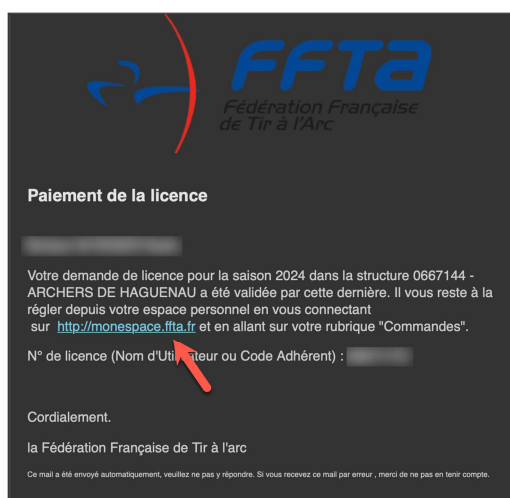 FFTa
Fédération Française
de Tir à l'Arc
Paiement de la licence
Votre demande de licence pour la saison 2024 dans la structure 0667144 -
ARCHERS DE HAGUENAU a été validée par cette dernière. Il vous reste à la
régler depuis votre espace personnel en vous connectant
sur http://monespace.ffta.fr et en allant sur votre rubrique "Commandes".
N° de licence (Nom d'Utilisateur ou Code Adhérent) :
Cordialement.
la Fédération Française de Tir à l'arc
Ce mail a été envoyé automatiquement, veuillez ne pas y répondre. Si vous recevez ce mail par erreur , merci de ne pas en tenir compte.